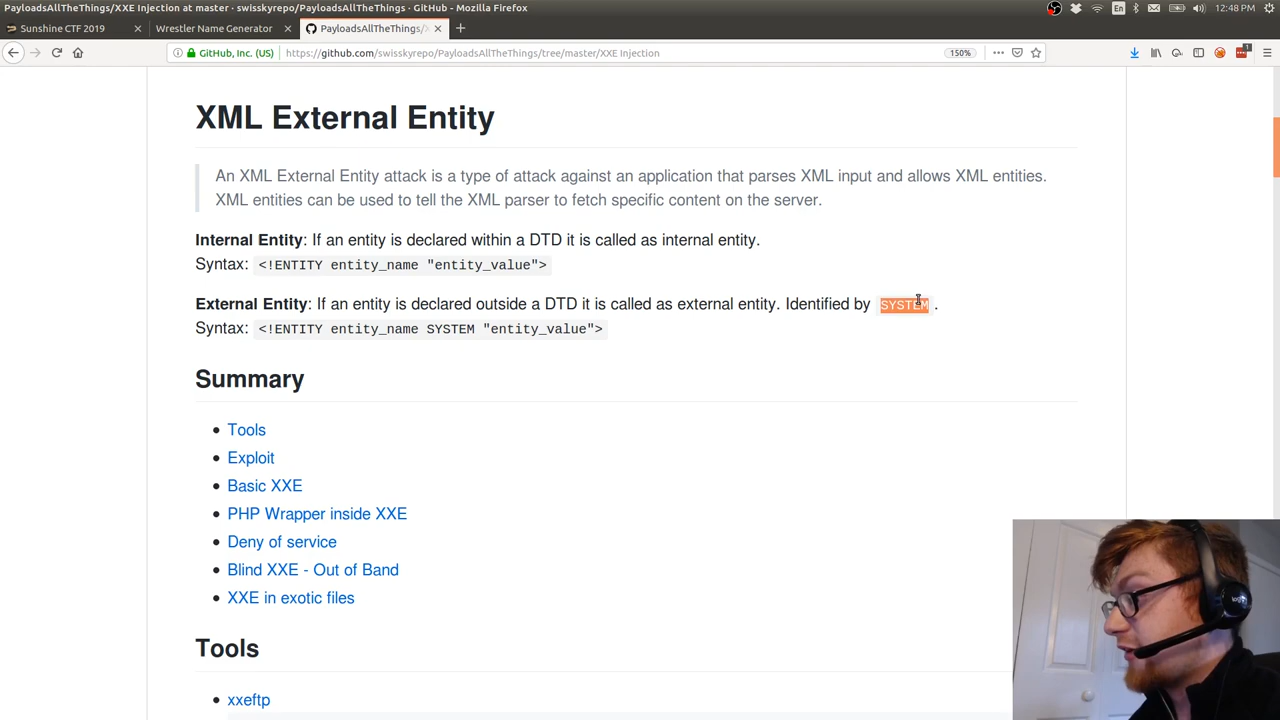 XXE Injection at master · swisskyrepo/PayloadsAllTheThings · GitHub - Mozilla Firefox
En
12:48 PM
Sunshine CTF 2019
Wrestler Name Generator
PayloadsAllTheThings/X
GitHub, Inc. (US)
https://github.com/swisskyrepo/PayloadsAllTheThings/tree/master/XXE Injection
150%
1
XML External Entity
An XML External Entity attack is a type of attack against an application that parses XML input and allows XML entities.
XML entities can be used to tell the XML parser to fetch specific content on the server.
Internal Entity: If an entity is declared within a DTD it is called as internal entity.
Syntax: <!ENTITY entity_name "entity_value">
External Entity: If an entity is declared outside a DTD it is called as external entity. Identified by SYSTEM .
Syntax: <!ENTITY entity_name SYSTEM "entity_value">
Summary
• Tools
• Exploit
• Basic XXE
• PHP Wrapper inside XXE
• Deny of service
• Blind XXE - Out of Band
• XXE in exotic files
Tools
• xxeftp
logi